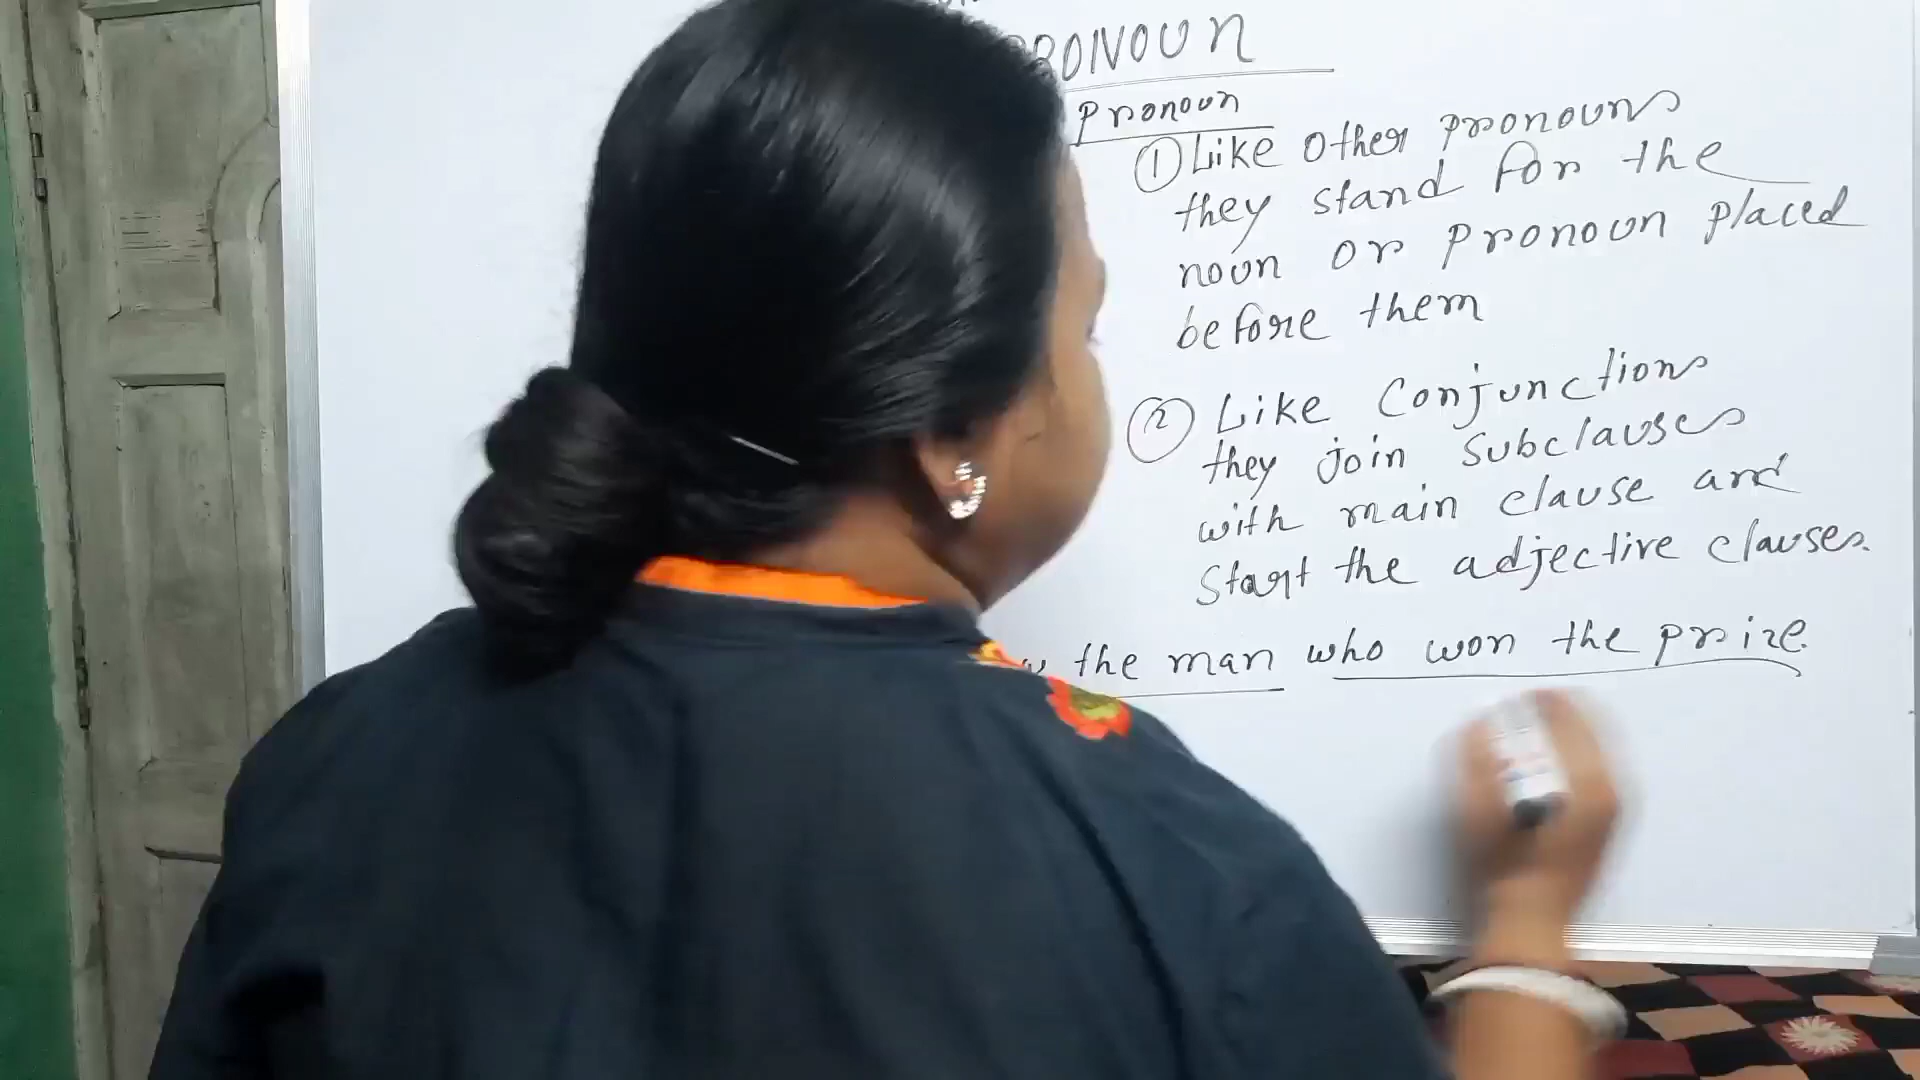 PRONOUN
Pronoun
① Like Other pronouns
they stand for the
noun or pronoun placed
before them
② Like Conjunctions
they join subclauses
with main clause and
Start the adjective clauses.
the man who won the prize.